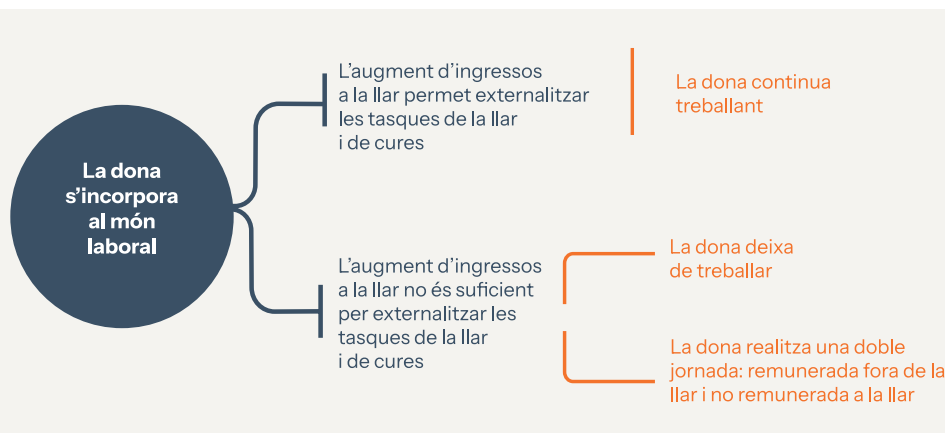 La dona
s'incorpora
al món
laboral
L'augment d'ingressos
a la llar permet externalitzar
les tasques de la llar
i de cures
La dona continua
treballant
L'augment d'ingressos
a la llar no és suficient
per externalitzar les
tasques de la llar
i de cures
La dona deixa
de treballar
La dona realitza una doble
jornada: remunerada fora de la
llar i no remunerada a la llar